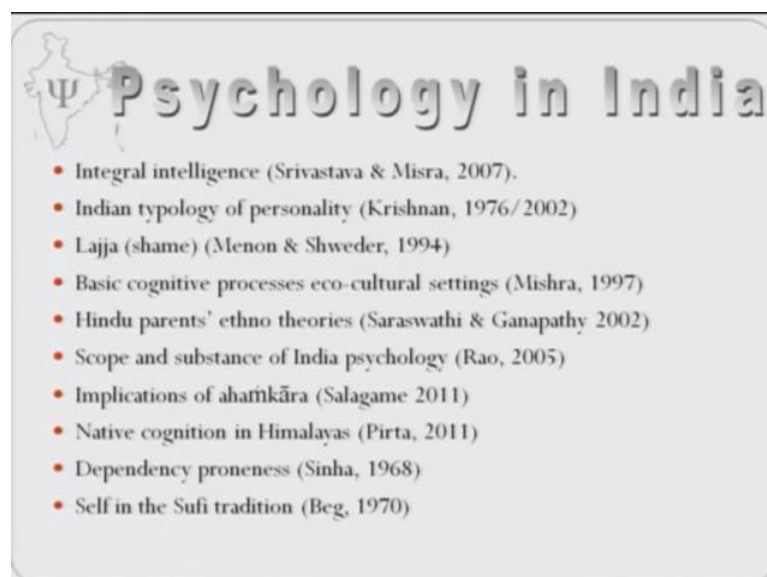 Ψ Psychology in India
• Integral intelligence (Srivastava & Misra, 2007).
• Indian typology of personality (Krishnan, 1976/2002)
• Lajja (shame) (Menon & Shweder, 1994)
• Basic cognitive processes eco-cultural settings (Mishra, 1997)
• Hindu parents’ ethno theories (Saraswathi & Ganapathy 2002)
• Scope and substance of India psychology (Rao, 2005)
• Implications of ahaṁkāra (Salagame 2011)
• Native cognition in Himalayas (Pirta, 2011)
• Dependency proneness (Sinha, 1968)
• Self in the Sufi tradition (Beg, 1970)